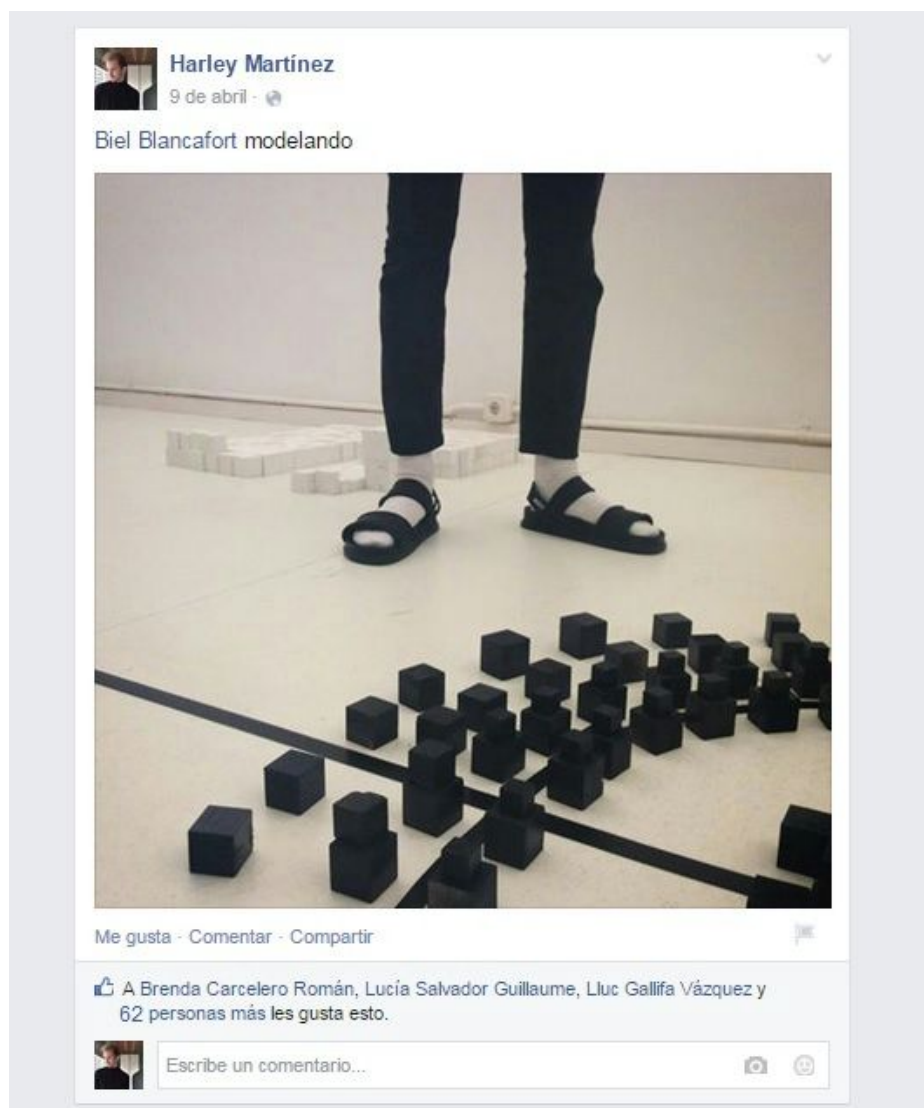 Harley Martínez
9 de abril ·
Biel Blancafort modelando
Me gusta · Comentar · Compartir
A Brenda Carcelero Román, Lucía Salvador Guillaume, Lluc Gallifa Vázquez y
62 personas más les gusta esto.
Escribe un comentario...